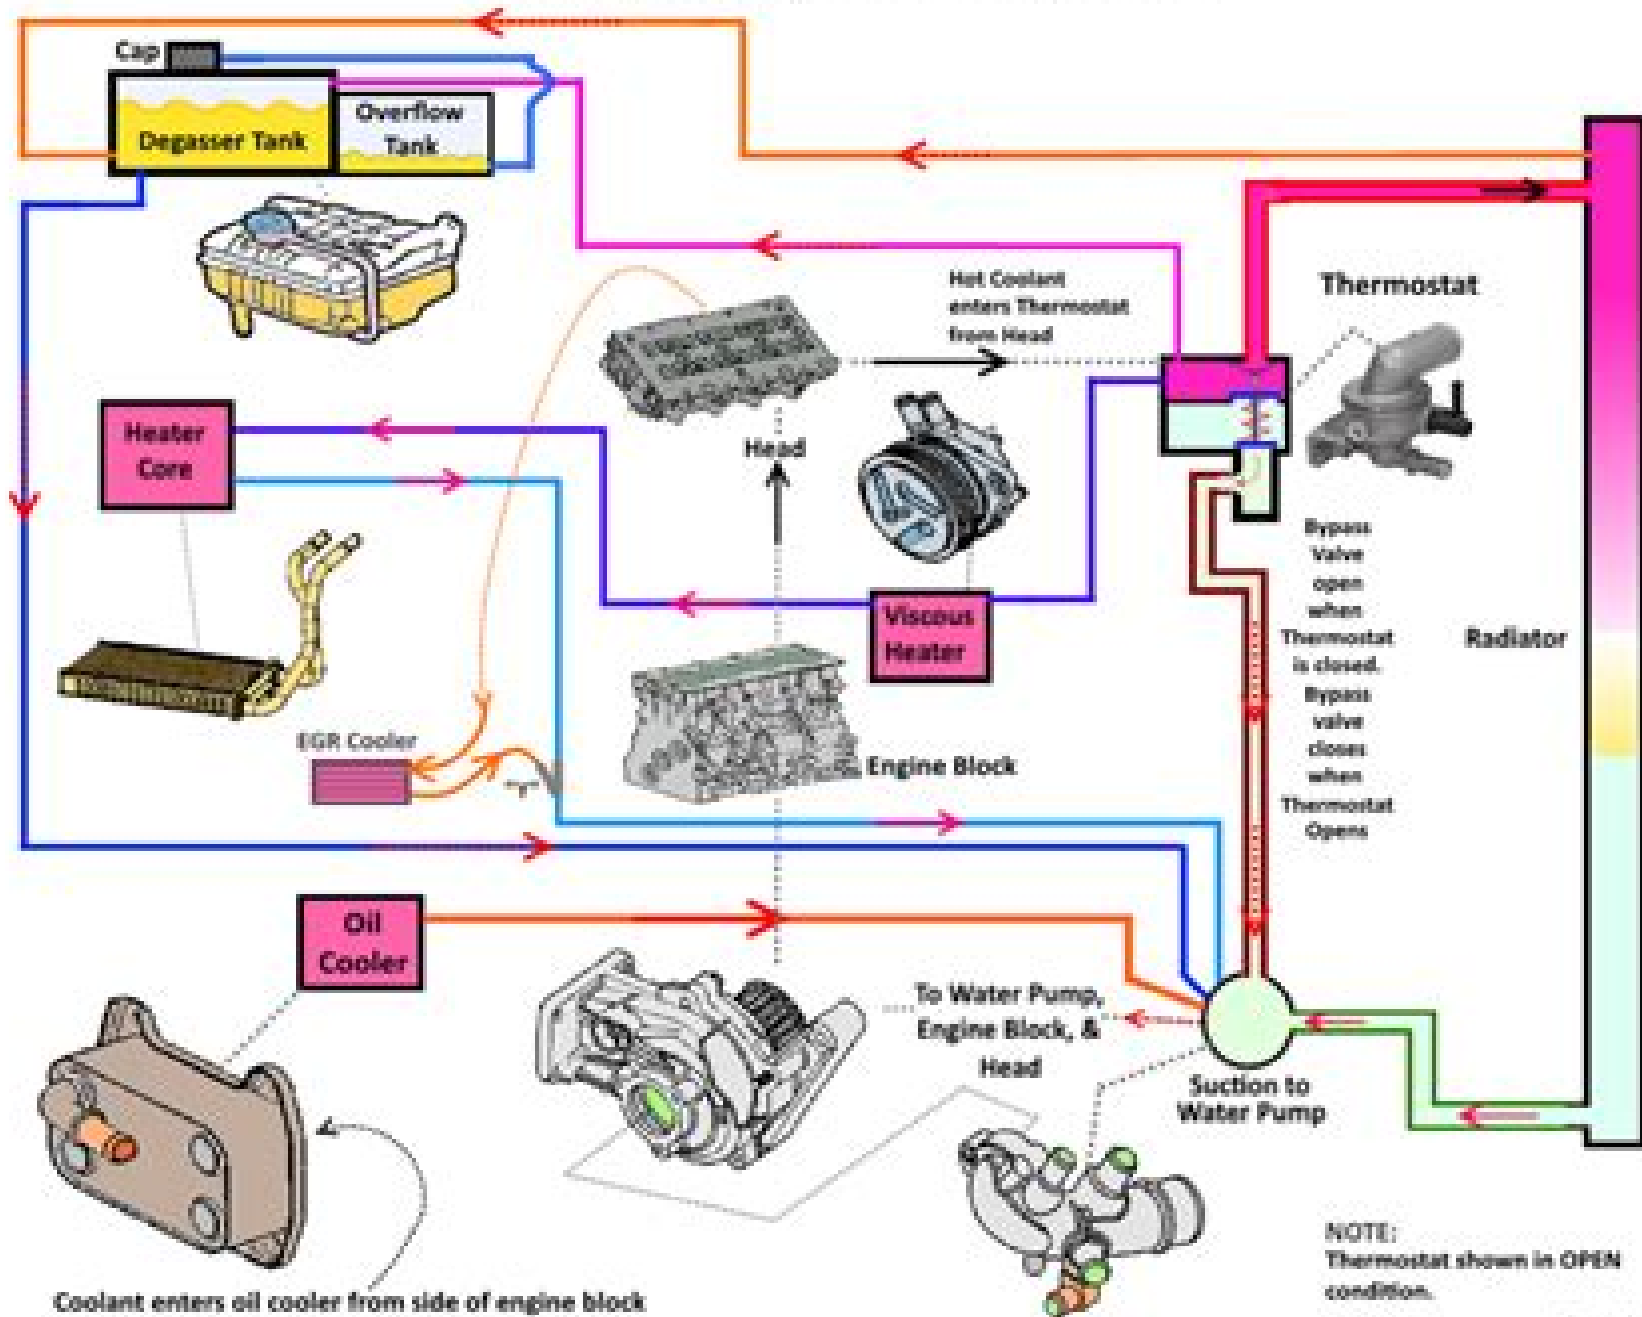 Cap
Overflow
Tank
Degasser Tank
Hot Coolant
enters Thermostat
from Head
Thermostat
Heater
Core
Head
Bypass
Valve
open
when
Thermostat
is closed.
Bypass
valve
closes
when
Thermostat
Opens
Viscous
Heater
Radiator
EGR Cooler
Engine Block
Oil
Cooler
To Water Pump,
Engine Block, &
Head
Suction to
Water Pump
NOTE:
Thermostat shown in OPEN
condition.
Coolant enters oil cooler from side of engine block